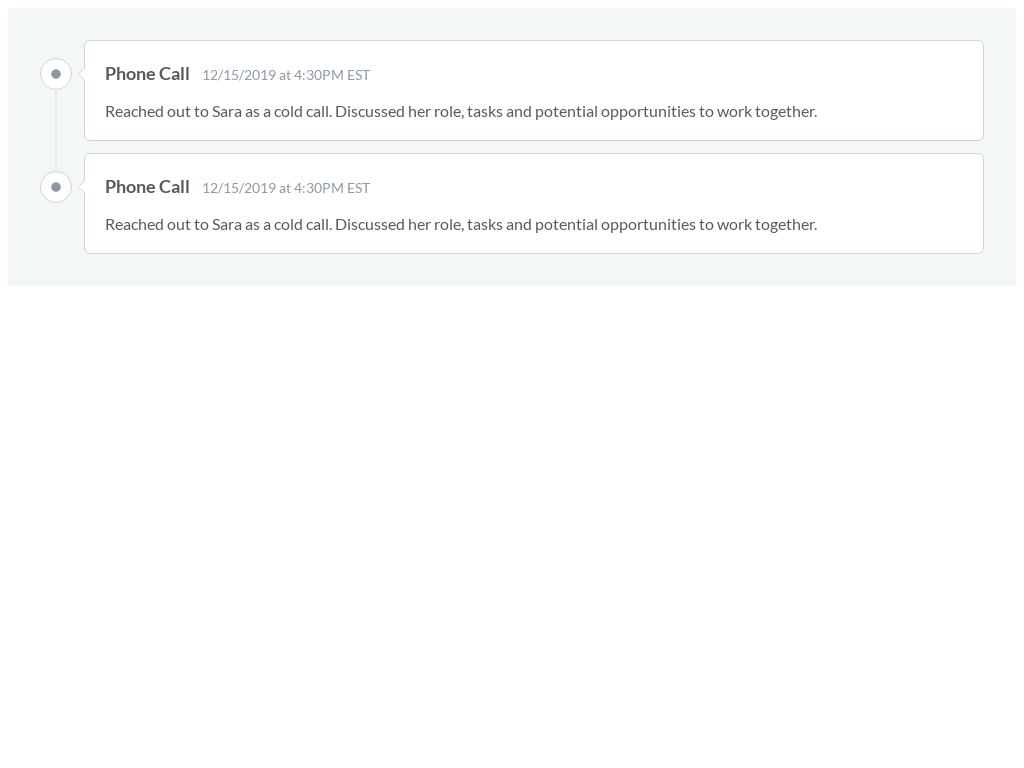 Phone Call 12/15/2019 at 4:30PM EST
Reached out to Sara as a cold call. Discussed her role, tasks and potential opportunities to work together.
Phone Call 12/15/2019 at 4:30PM EST
Reached out to Sara as a cold call. Discussed her role, tasks and potential opportunities to work together.